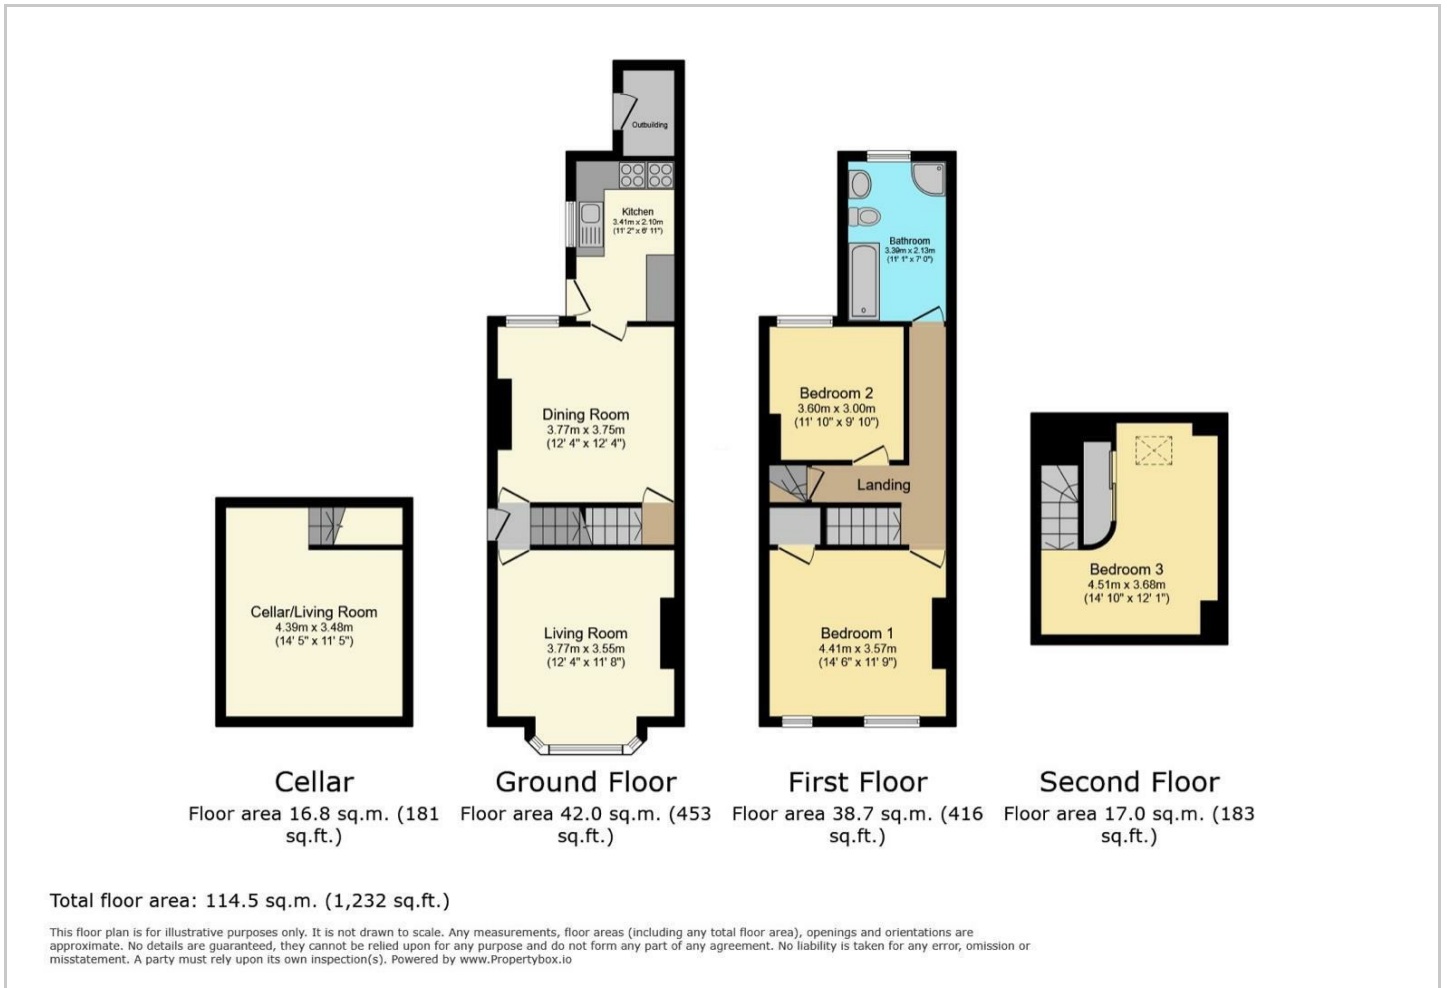 Outbuilding
Kitchen
3.41m x 2.10m
(11' 2" x 6' 11")
Dining Room
3.77m x 3.75m
(12' 4" x 12' 4")
Living Room
3.77m x 3.55m
(12' 4" x 11' 8")
Bathroom
3.39m x 2.13m
(11' 1" x 7' 0")
Bedroom 2
3.60m x 3.00m
(11' 10" x 9' 10")
Landing
Bedroom 1
4.41m x 3.57m
(14' 6" x 11' 9")
Bedroom 3
4.51m x 3.68m
(14' 10" x 12' 1")
Cellar/Living Room
4.39m x 3.48m
(14' 5" x 11' 5")
Cellar
Floor area 16.8 sq.m. (181
sq.ft.)
Ground Floor
Floor area 42.0 sq.m. (453
sq.ft.)
First Floor
Floor area 38.7 sq.m. (416
sq.ft.)
Second Floor
Floor area 17.0 sq.m. (183
sq.ft.)
Total floor area: 114.5 sq.m. (1,232 sq.ft.)
This floor plan is for illustrative purposes only. It is not drawn to scale. Any measurements, floor areas (including any total floor area), openings and orientations are
approximate. No details are guaranteed, they cannot be relied upon for any purpose and do not form any part of any agreement. No liability is taken for any error, omission or
misstatement. A party must rely upon its own inspection(s). Powered by www.Propertybox.io